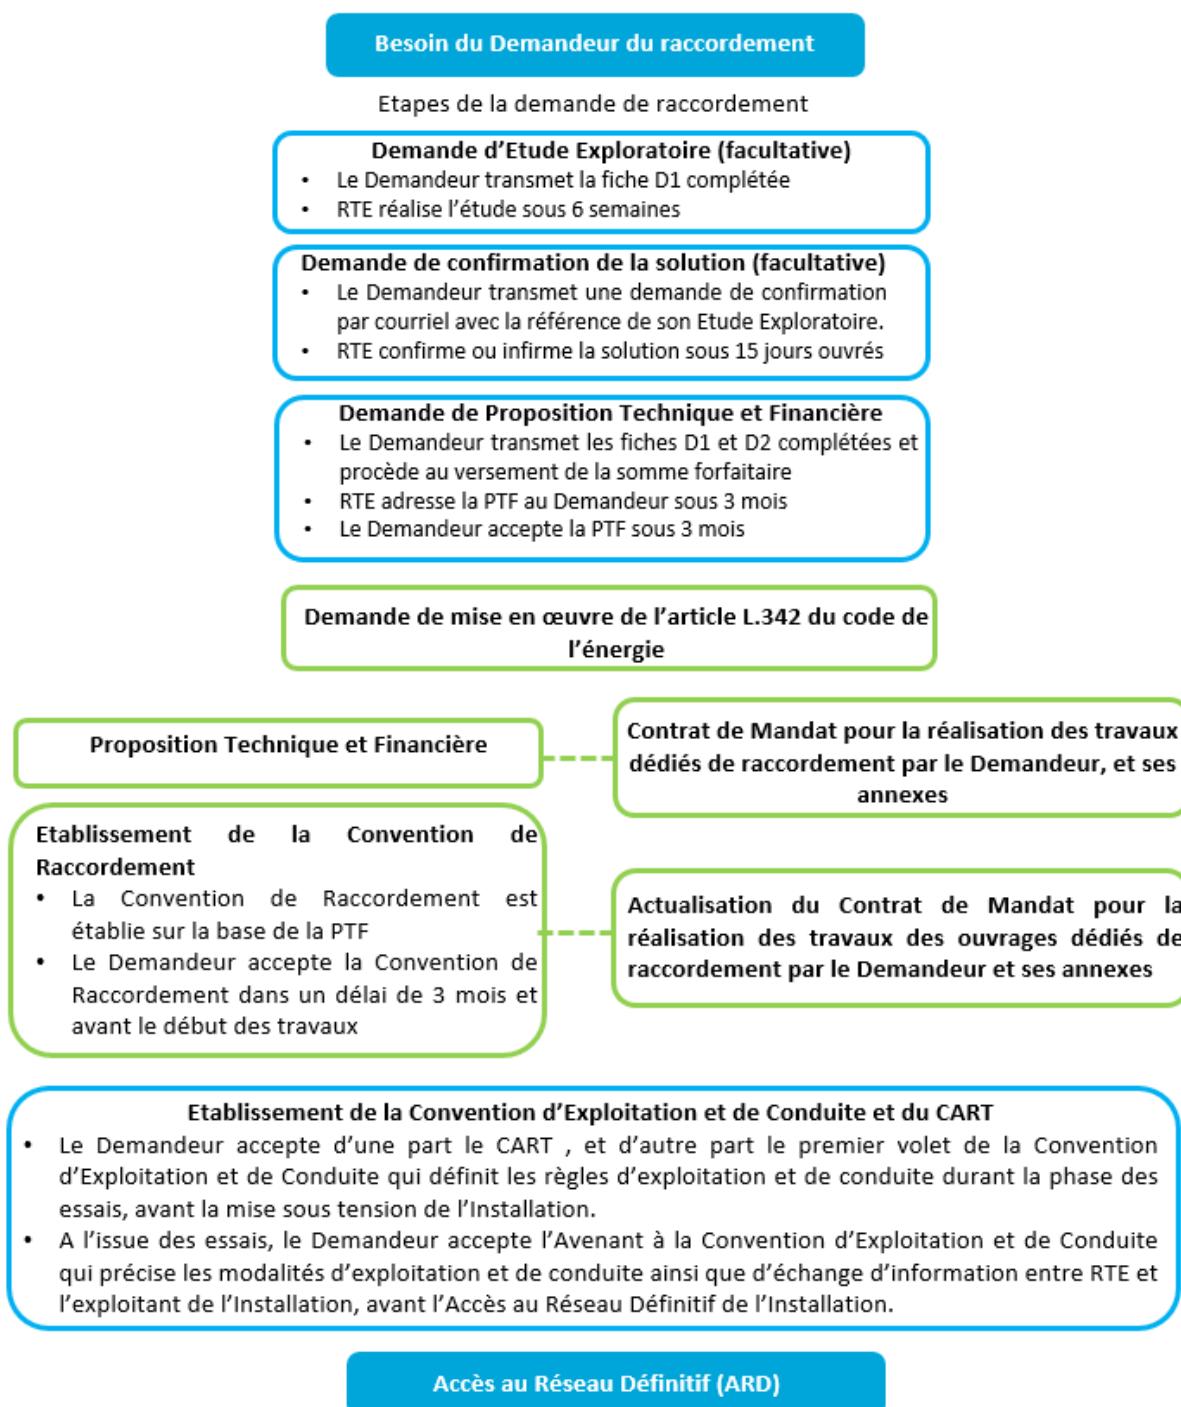 Besoin du Demandeur du raccordement
Etapes de la demande de raccordement
Demande d’Etude Exploratoire (facultative)
• Le Demandeur transmet la fiche D1 complétée
• RTE réalise l’étude sous 6 semaines
Demande de confirmation de la solution (facultative)
• Le Demandeur transmet une demande de confirmation
par courriel avec la référence de son Etude Exploratoire.
• RTE confirme ou infirme la solution sous 15 jours ouvrés
Demande de Proposition Technique et Financière
• Le Demandeur transmet les fiches D1 et D2 complétées et
procède au versement de la somme forfaitaire
• RTE adresse la PTF au Demandeur sous 3 mois
• Le Demandeur accepte la PTF sous 3 mois
Demande de mise en œuvre de l’article L.342 du code de
l’énergie
Proposition Technique et Financière
Contrat de Mandat pour la réalisation des travaux
dédiés de raccordement par le Demandeur, et ses
annexes
Etablissement de la Convention de
Raccordement
• La Convention de Raccordement est
établie sur la base de la PTF
• Le Demandeur accepte la Convention de
Raccordement dans un délai de 3 mois et
avant le début des travaux
Actualisation du Contrat de Mandat pour la
réalisation des travaux des ouvrages dédiés de
raccordement par le Demandeur et ses annexes
Etablissement de la Convention d’Exploitation et de Conduite et du CART
• Le Demandeur accepte d’une part le CART , et d’autre part le premier volet de la Convention
d’Exploitation et de Conduite qui définit les règles d’exploitation et de conduite durant la phase des
essais, avant la mise sous tension de l’Installation.
• A l’issue des essais, le Demandeur accepte l’Avenant à la Convention d’Exploitation et de Conduite
qui précise les modalités d’exploitation et de conduite ainsi que d’échange d’information entre RTE et
l’exploitant de l’Installation, avant l’Accès au Réseau Définitif de l’Installation.
Accès au Réseau Définitif (ARD)